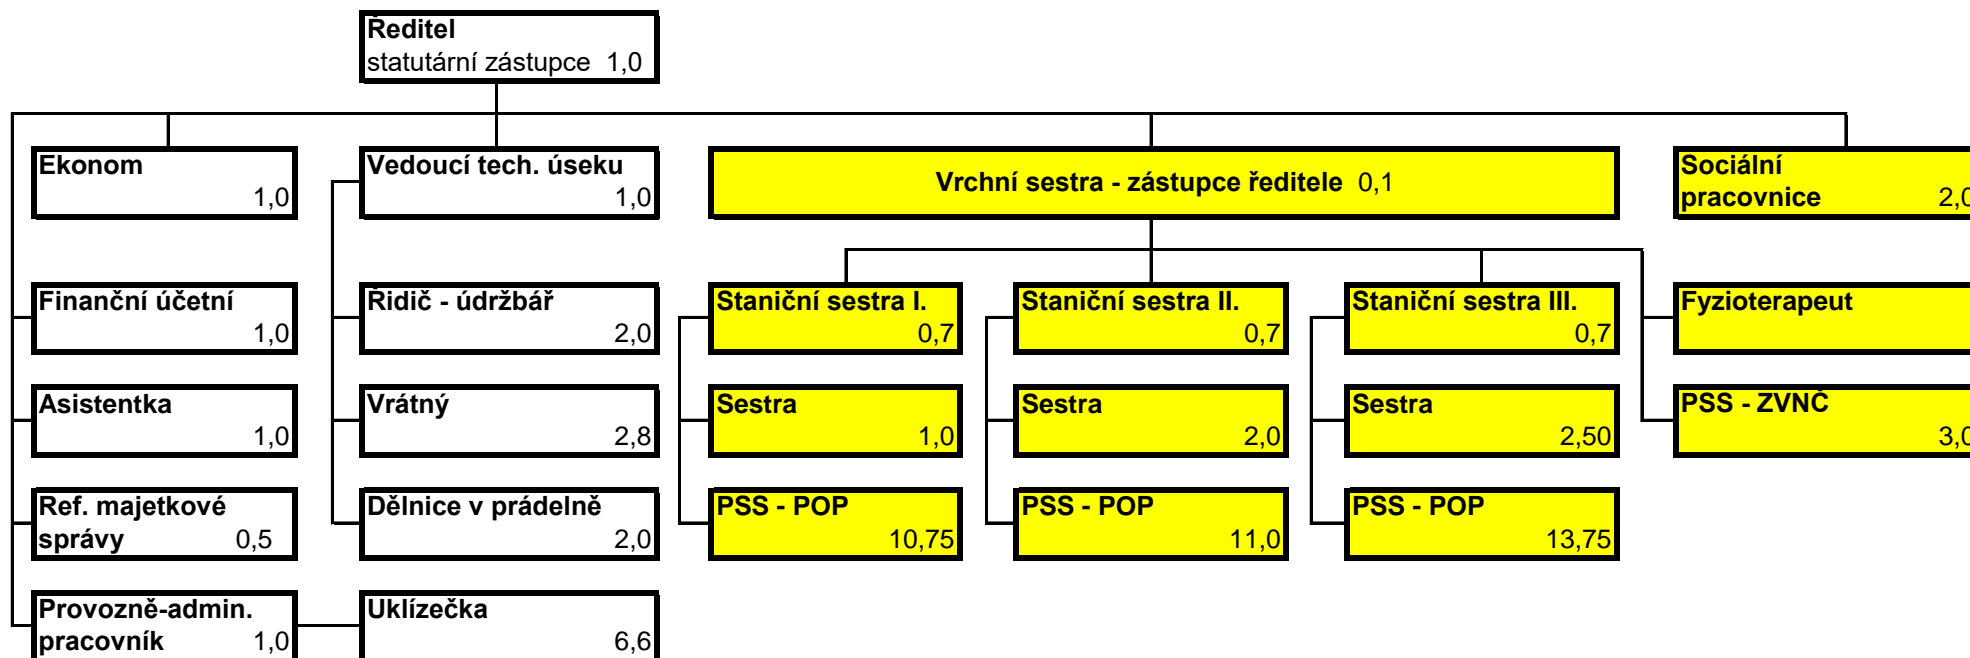 Ředitel
statutární zástupce 1,0
Ekonom
1,0
Vedoucí tech. úseku
1,0
Vrchní sestra - zástupce ředitele 0,1
Sociální
pracovnice 2,0
Finanční účetní
1,0
Řidič - údržbář
2,0
Staniční sestra I.
0,7
Staniční sestra II.
0,7
Staniční sestra III.
0,7
Fyzioterapeut
Asistentka
1,0
Vrátný
2,8
Sestra
1,0
Sestra
2,0
Sestra
2,50
PSS - ZVNČ
3,0
Ref. majetkové
správy 0,5
Dělnice v prádelně
2,0
PSS - POP
10,75
PSS - POP
11,0
PSS - POP
13,75
Provozně-admin.
pracovník 1,0
Uklízečka
6,6